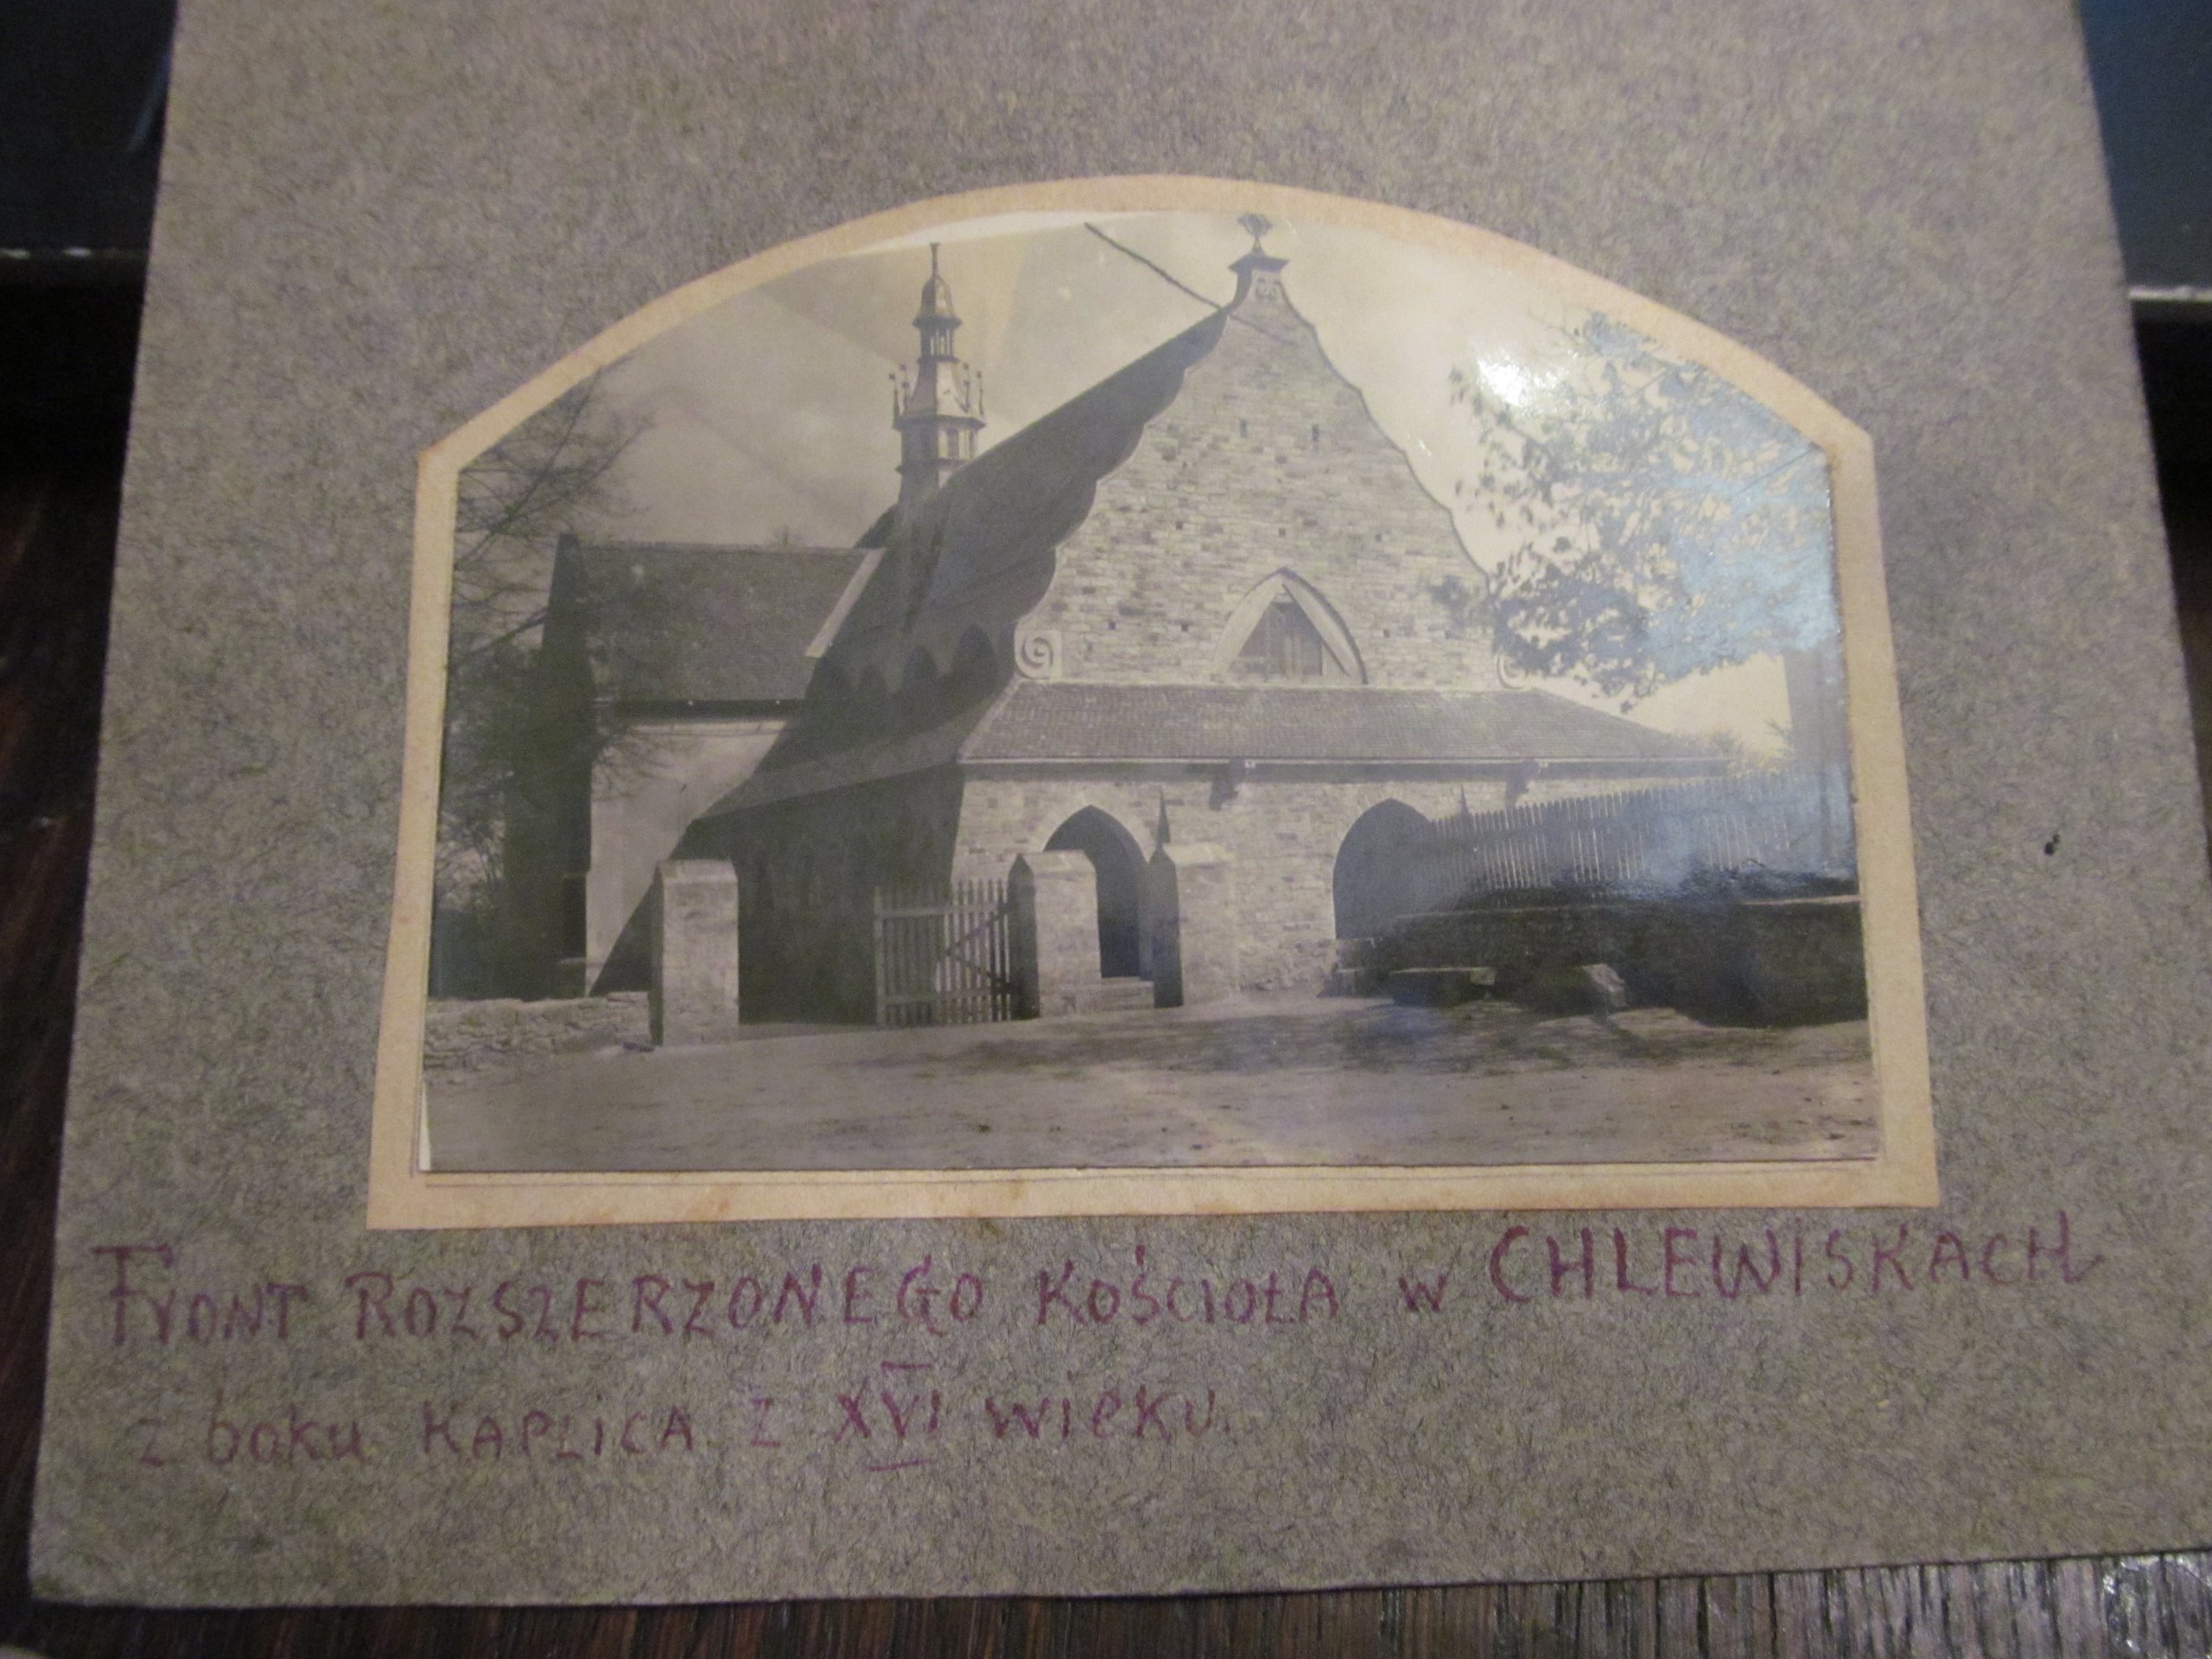 FrONT ROZSZERZONEGO KOŚCIOŁA w CHLEWISKACH
z boku KAPLICA z XVI wieku.